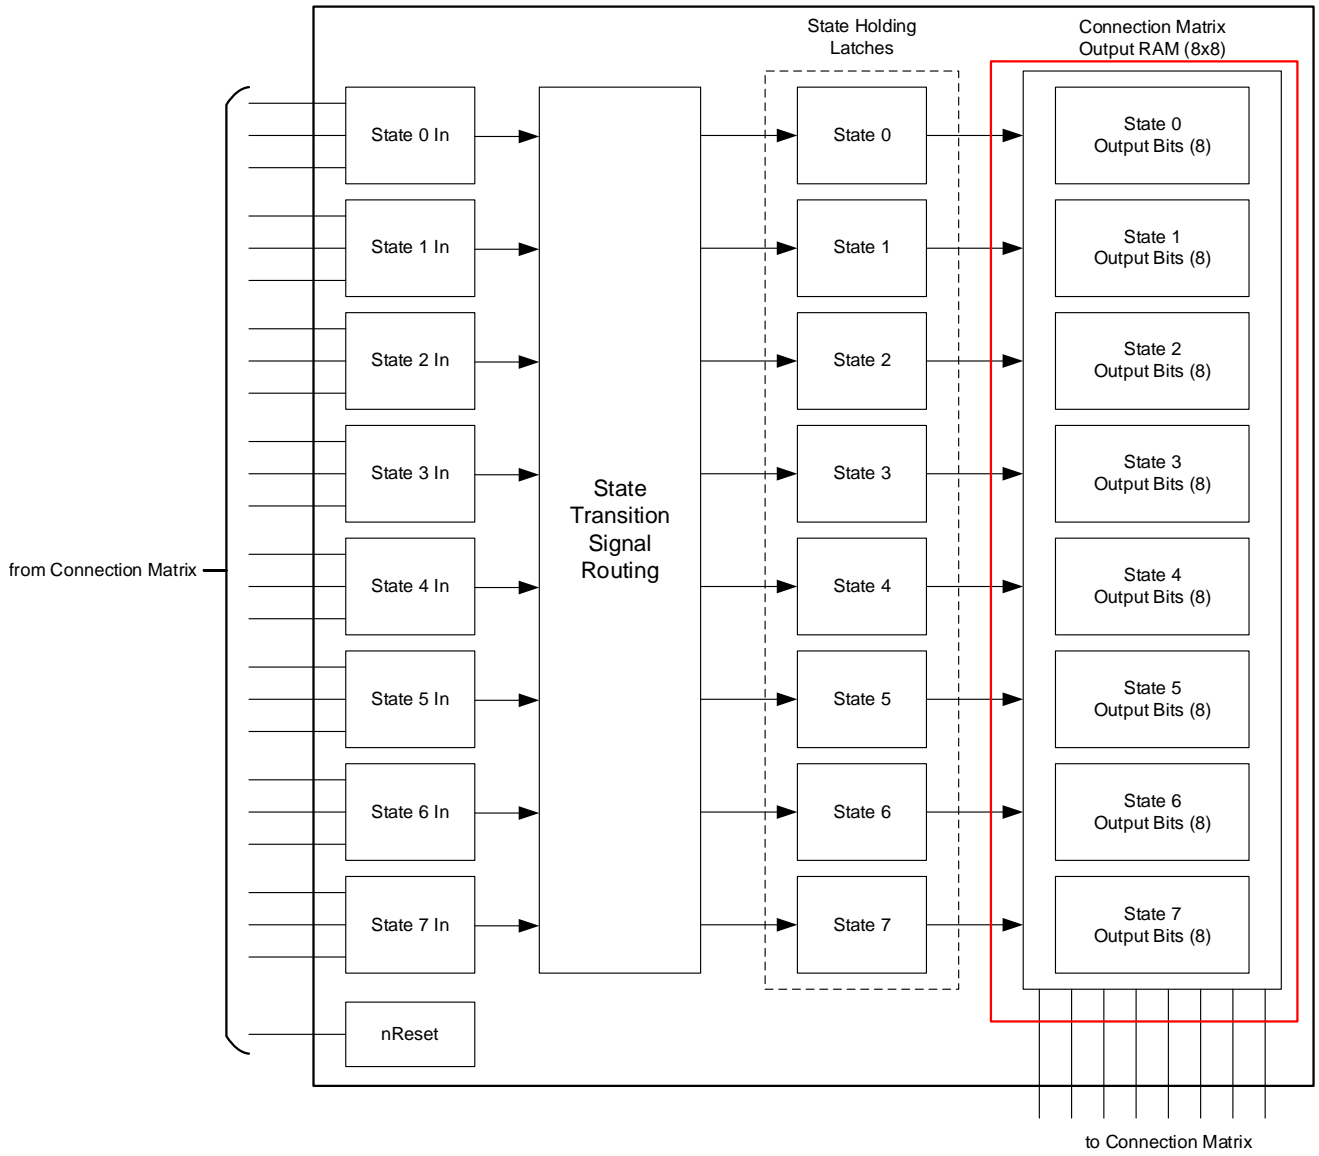 State Holding
Latches
Connection Matrix
Output RAM (8x8)
State 0 In
State 0
State 0
Output Bits (8)
State 1 In
State 1
State 1
Output Bits (8)
State 2 In
State 2
State 2
Output Bits (8)
State 3 In
State 3
State 3
Output Bits (8)
State
Transition
Signal
Routing
from Connection Matrix
State 4 In
State 4
State 4
Output Bits (8)
State 5 In
State 5
State 5
Output Bits (8)
State 6 In
State 6
State 6
Output Bits (8)
State 7 In
State 7
State 7
Output Bits (8)
nReset
to Connection Matrix